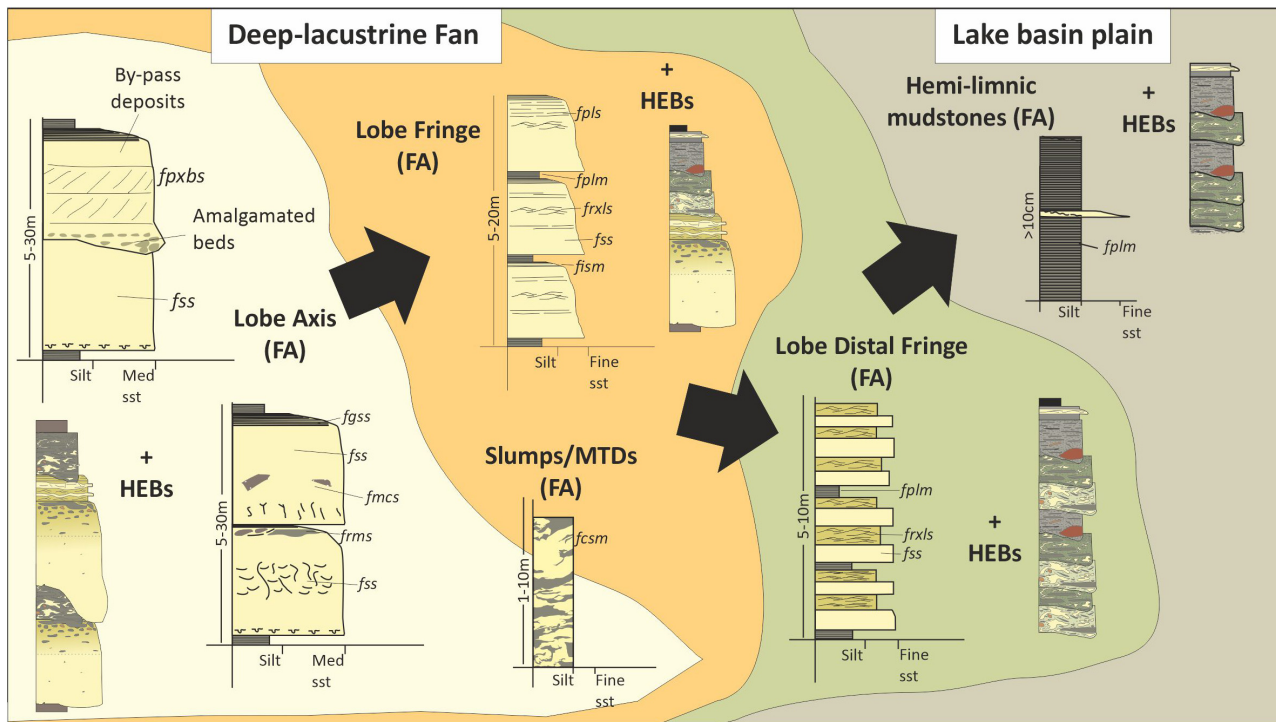 Deep-lacustrine Fan
Lake basin plain
By-pass
deposits
fpxbs
Amalgamated
beds
fss
5-30m
Silt
Med
sst
Lobe Axis
(FA)
+
HEBs
fgss
fss
fmcs
frms
fss
5-30m
Silt
Med
sst
Lobe Fringe
(FA)
fpls
fplm
frxls
fss
fism
5-20m
Silt
Fine
sst
+
HEBs
Slumps/MTDs
(FA)
fcsm
1-10m
Silt
Fine
sst
Lobe Distal Fringe
(FA)
fplm
frxls
fss
5-10m
Silt
Fine
sst
+
HEBs
Hemi-limnic
mudstones (FA)
>10cm
fplm
Silt
Fine
sst
+
HEBs